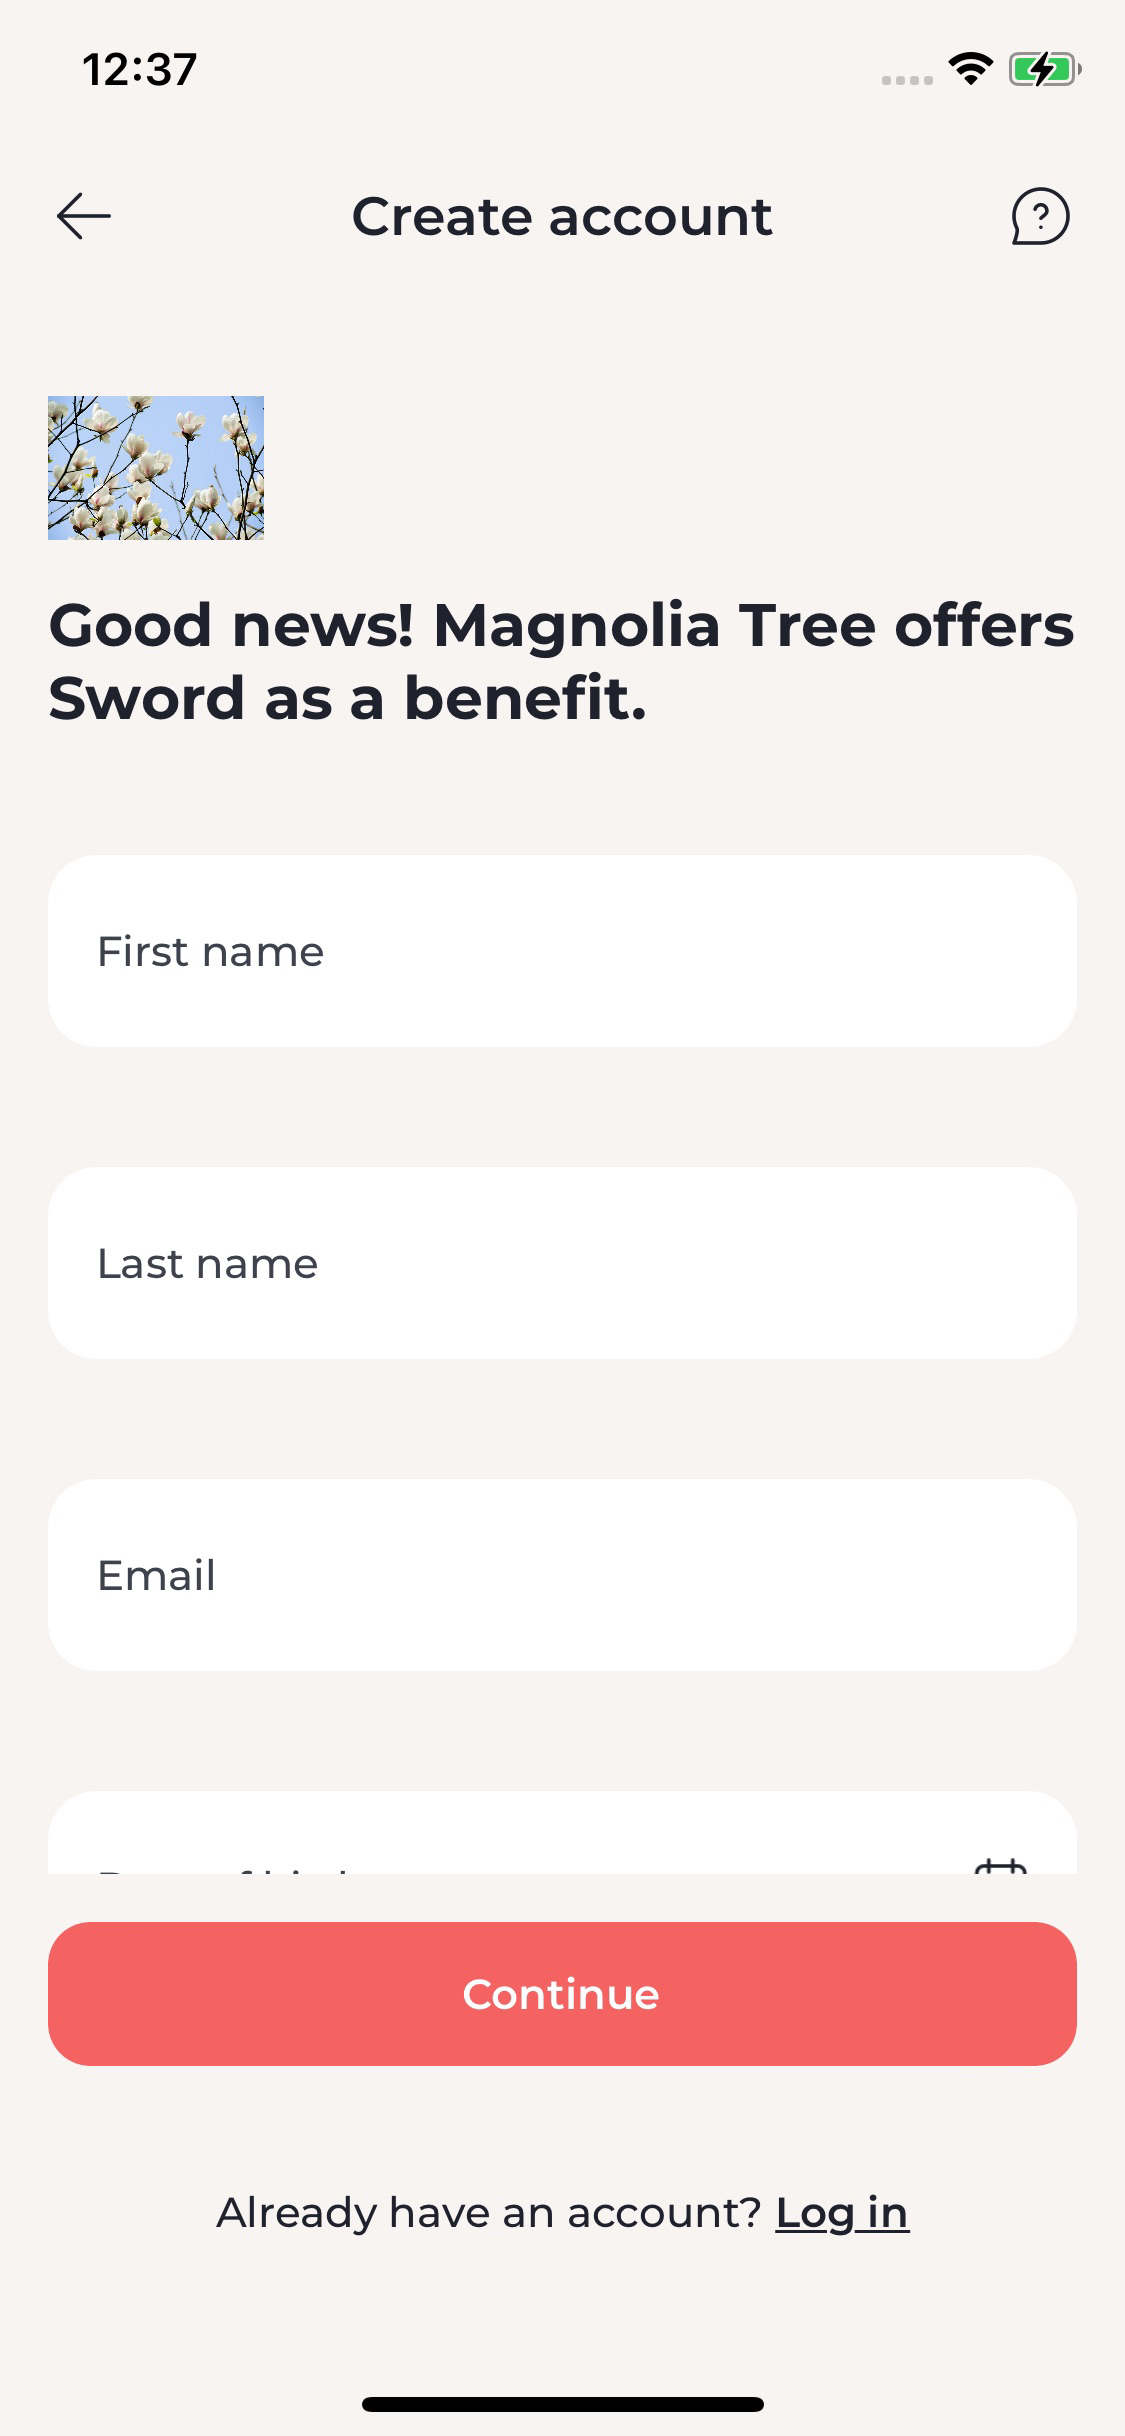 12:37
Create account
Good news! Magnolia Tree offers
Sword as a benefit.
First name
Last name
Email
Continue
Already have an account? Log in